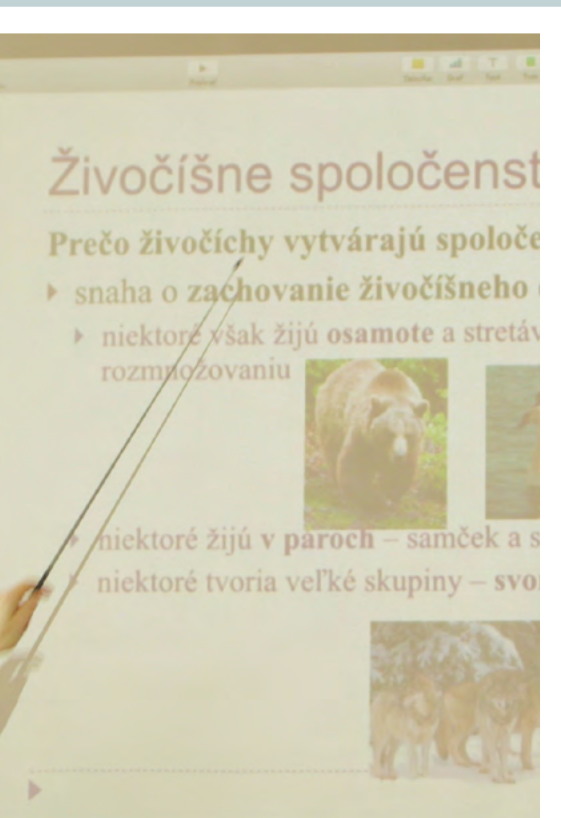 Živočíšne spoločenst
Prečo živočíchy vytvárajú spoloče
snaha o zachovanie živočíšneho
niektoré však žijú osamote a stretáv
rozmnožovaniu
niektoré žijú v pároch – samček a s
niektoré tvoria veľké skupiny – svo